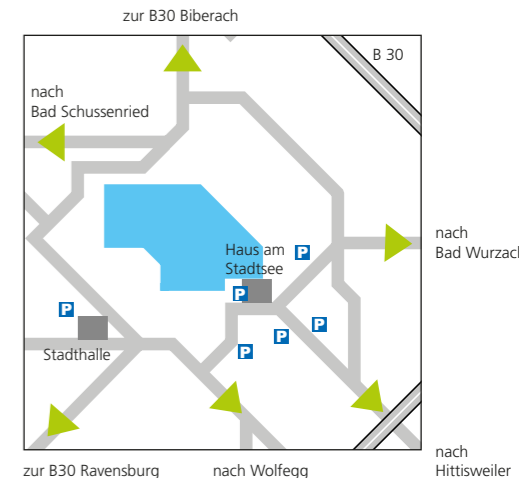 zur B30 Biberach
B 30
nach
Bad Schussenried
nach
Bad Wurzach
Haus am
Stadtsee
P
P
P
P
P
P
Stadthalle
nach
Hittisweiler
zur B30 Ravensburg
nach Wolfegg